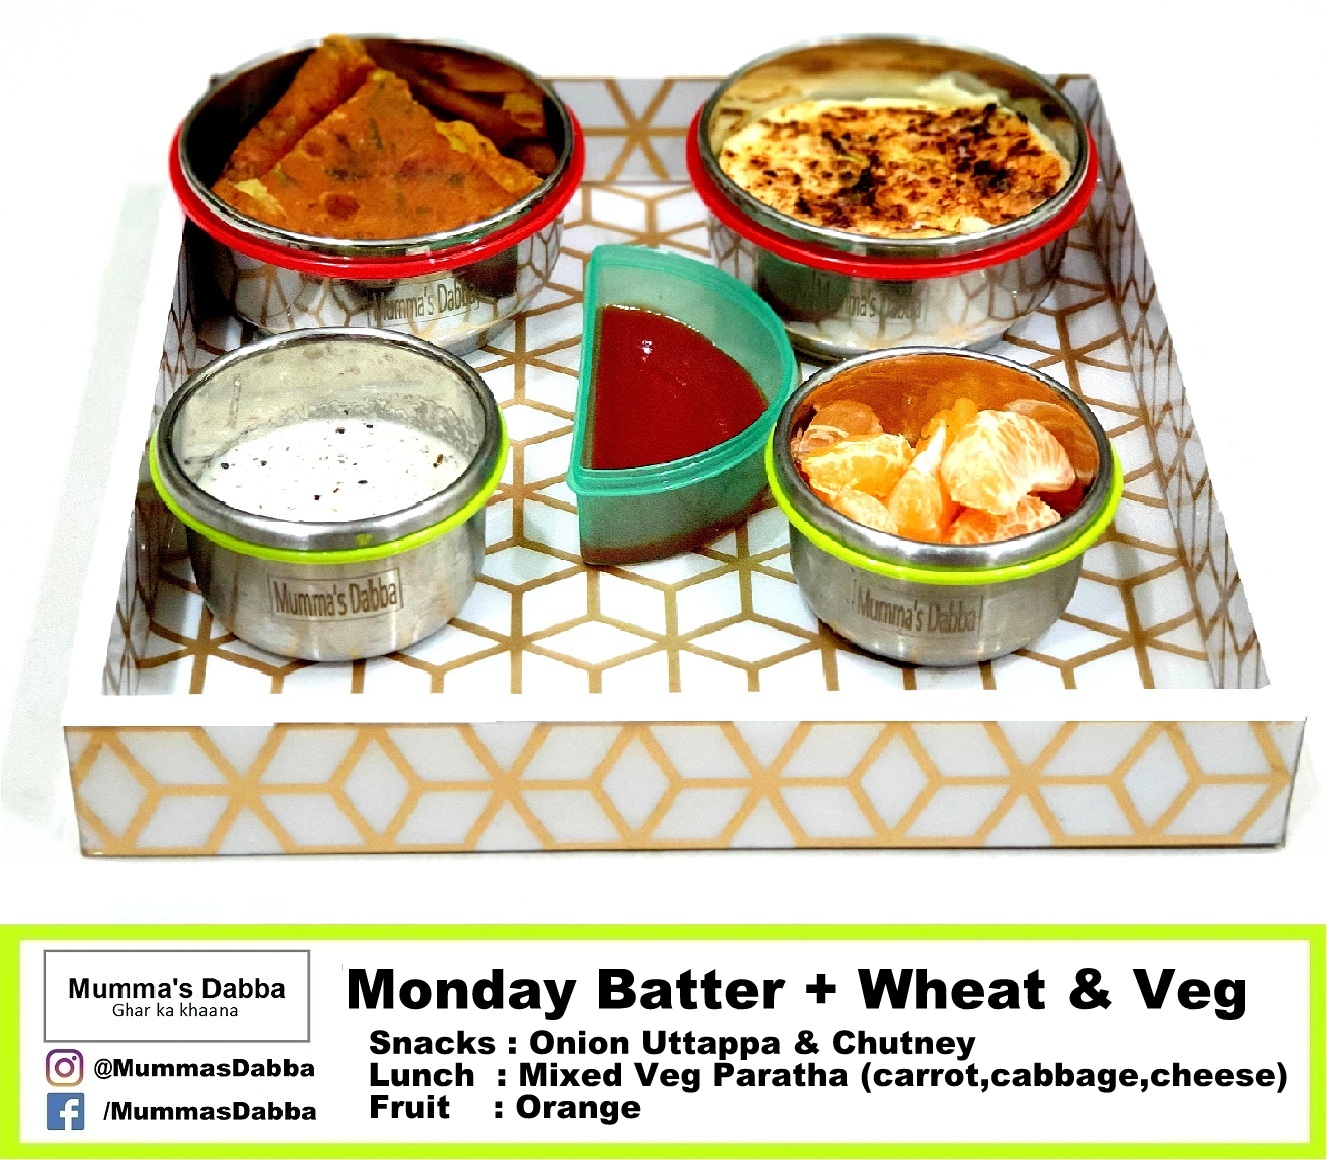 Mumma's Dabba
Mumma's Dabba
Mumma's Dabba
Mumma's Dabba
Mumma's Dabba
Ghar ka khaana
@MummasDabba
/MummasDabba
Monday Batter + Wheat & Veg
Snacks : Onion Uttappa & Chutney
Lunch : Mixed Veg Paratha (carrot,cabbage,cheese)
Fruit : Orange